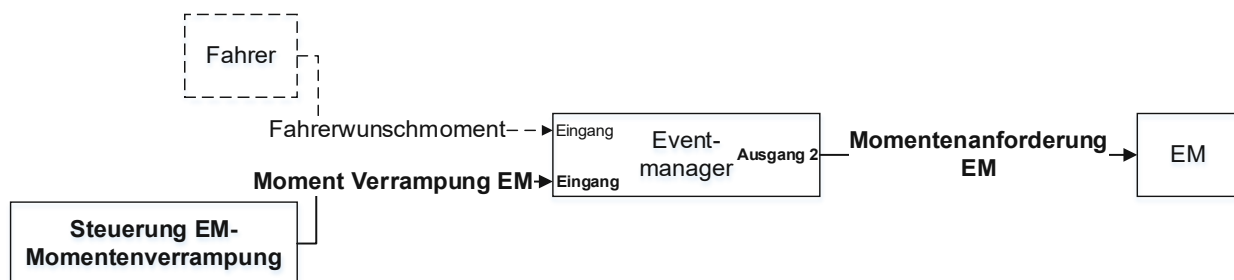 Fahrer
Fahrerwunschmoment
Eingang
Event-
manager
Ausgang 2
Momentenanforderung
EM
EM
Moment Verrampung EM
Eingang
Steuerung EM-
Momentenverrampung